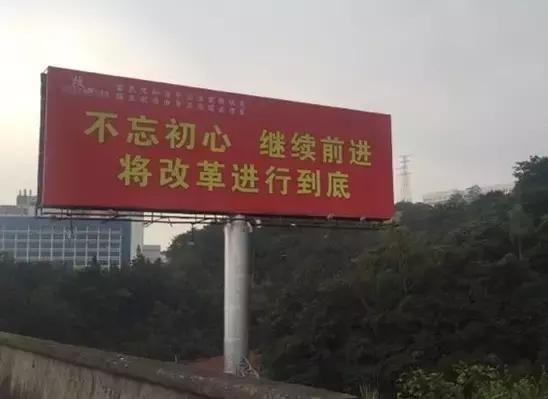 不忘初心 继续前进
将改革进行到底